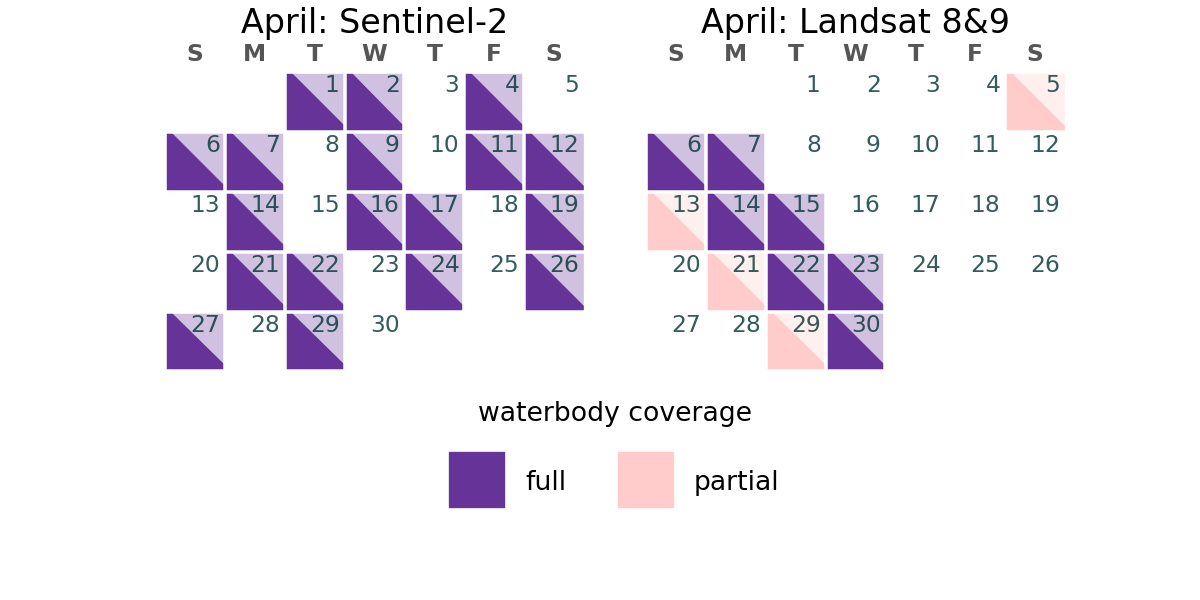 April: Sentinel-2
S M T W T F S
1 2 3 4 5
6 7 8 9 10 11 12
13 14 15 16 17 18 19
20 21 22 23 24 25 26
27 28 29 30
April: Landsat 8&9
S M T W T F S
1 2 3 4 5
6 7 8 9 10 11 12
13 14 15 16 17 18 19
20 21 22 23 24 25 26
27 28 29 30
waterbody coverage
full partial